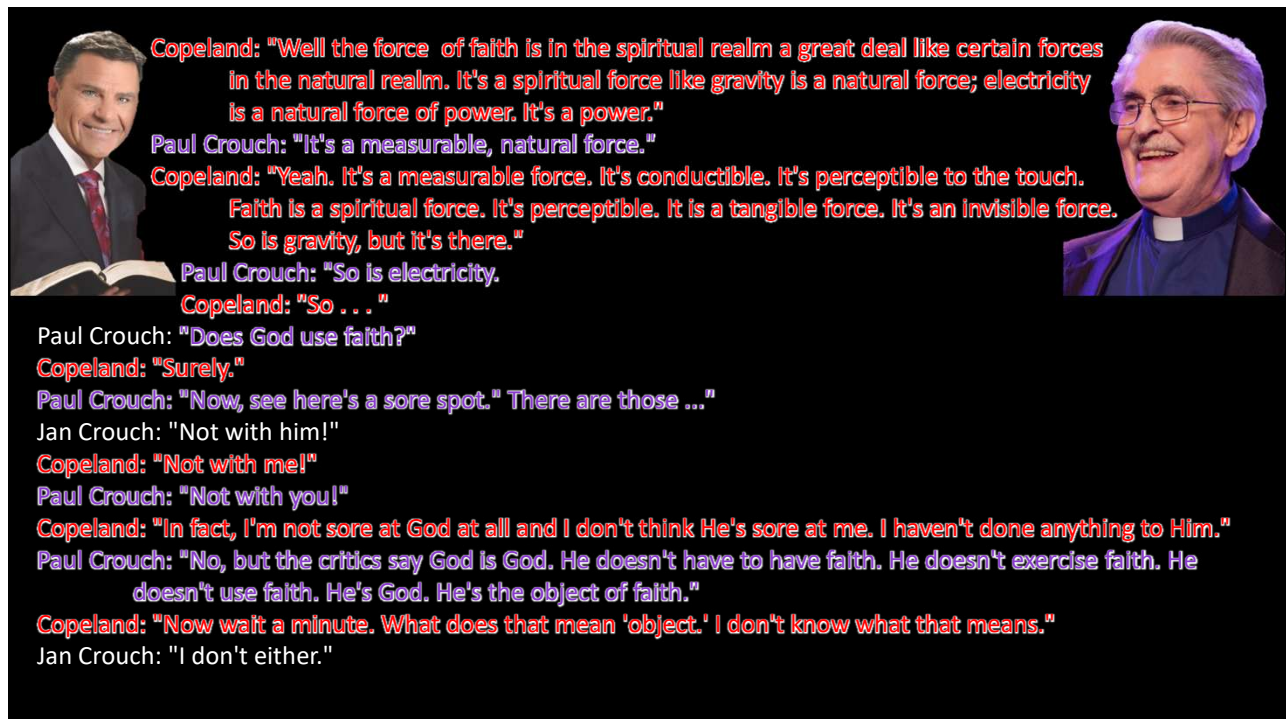 Copeland: "Well the force of faith is in the spiritual realm a great deal like certain forces
in the natural realm. It's a spiritual force like gravity is a natural force; electricity
is a natural force of power. It's a power."
Paul Crouch: "It's a measurable, natural force."
Copeland: "Yeah. It's a measurable force. It's conductible. It's perceptible to the touch.
Faith is a spiritual force. It's perceptible. It is a tangible force. It's an invisible force.
So is gravity, but it's there."
Paul Crouch: "So is electricity.
Copeland: "So . . . "
Paul Crouch: "Does God use faith?"
Copeland: "Surely."
Paul Crouch: "Now, see here's a sore spot." There are those ..."
Jan Crouch: "Not with him!"
Copeland: "Not with me!"
Paul Crouch: "Not with you!"
Copeland: "In fact, I'm not sore at God at all and I don't think He's sore at me. I haven't done anything to Him."
Paul Crouch: "No, but the critics say God is God. He doesn't have to have faith. He doesn't exercise faith. He
doesn't use faith. He's God. He's the object of faith."
Copeland: "Now wait a minute. What does that mean 'object.' I don't know what that means."
Jan Crouch: "I don't either."